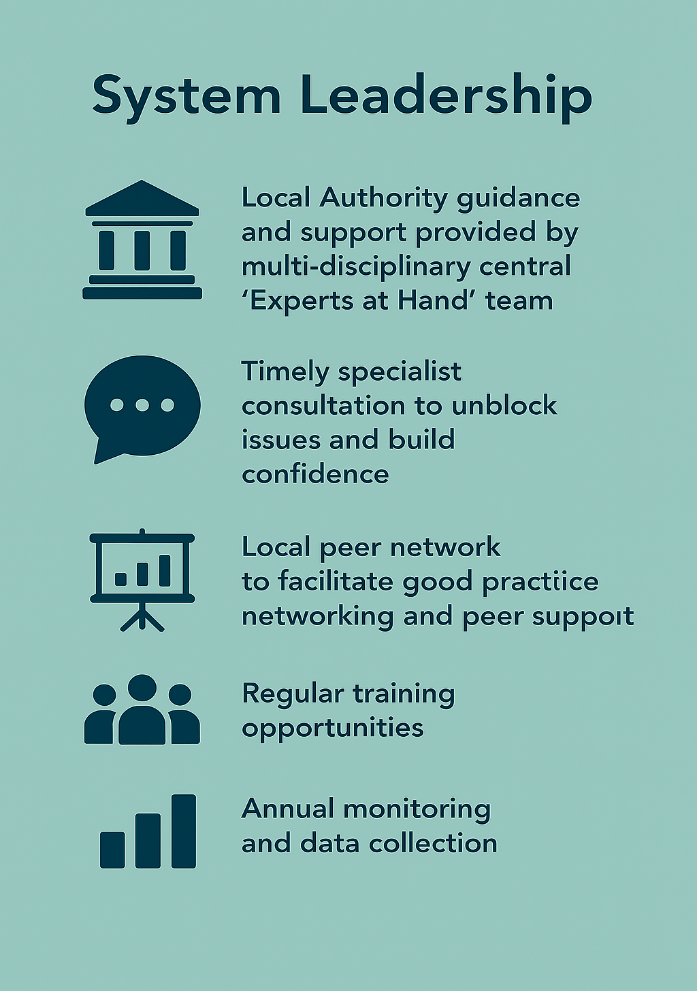 System Leadership
Local Authority guidance
and support provided by
multi-disciplinary central
‘Experts at Hand’ team
Timely specialist
consultation to unblock
issues and build
confidence
Local peer network
to facilitate good practtice
networking and peer suppoıt
Regular training
opportunities
Annual monitoring
and data collection